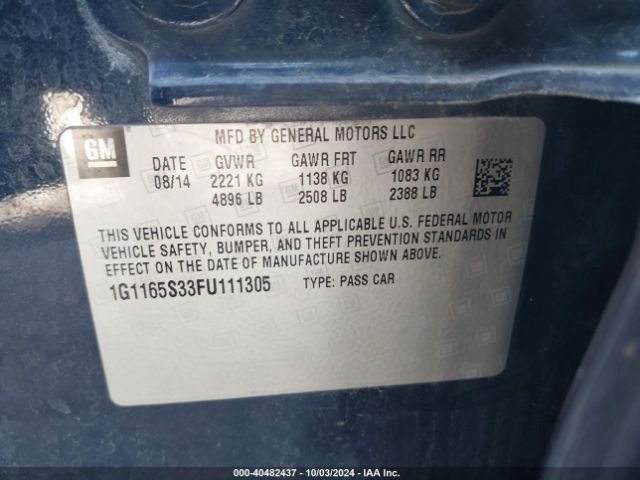 GM
MFD BY GENERAL MOTORS LLC
DATE GVWR GAWR FRT GAWR RR
08/14 2221 KG 1138 KG 1083 KG
4896 LB 2508 LB 2388 LB
THIS VEHICLE CONFORMS TO ALL APPLICABLE U.S. FEDERAL MOTOR
VEHICLE SAFETY, BUMPER, AND THEFT PREVENTION STANDARDS IN
EFFECT ON THE DATE OF MANUFACTURE SHOWN ABOVE.
1G1165S33FU111305 TYPE: PASS CAR
000-40482437 - 10/03/2024 - IAA Inc.